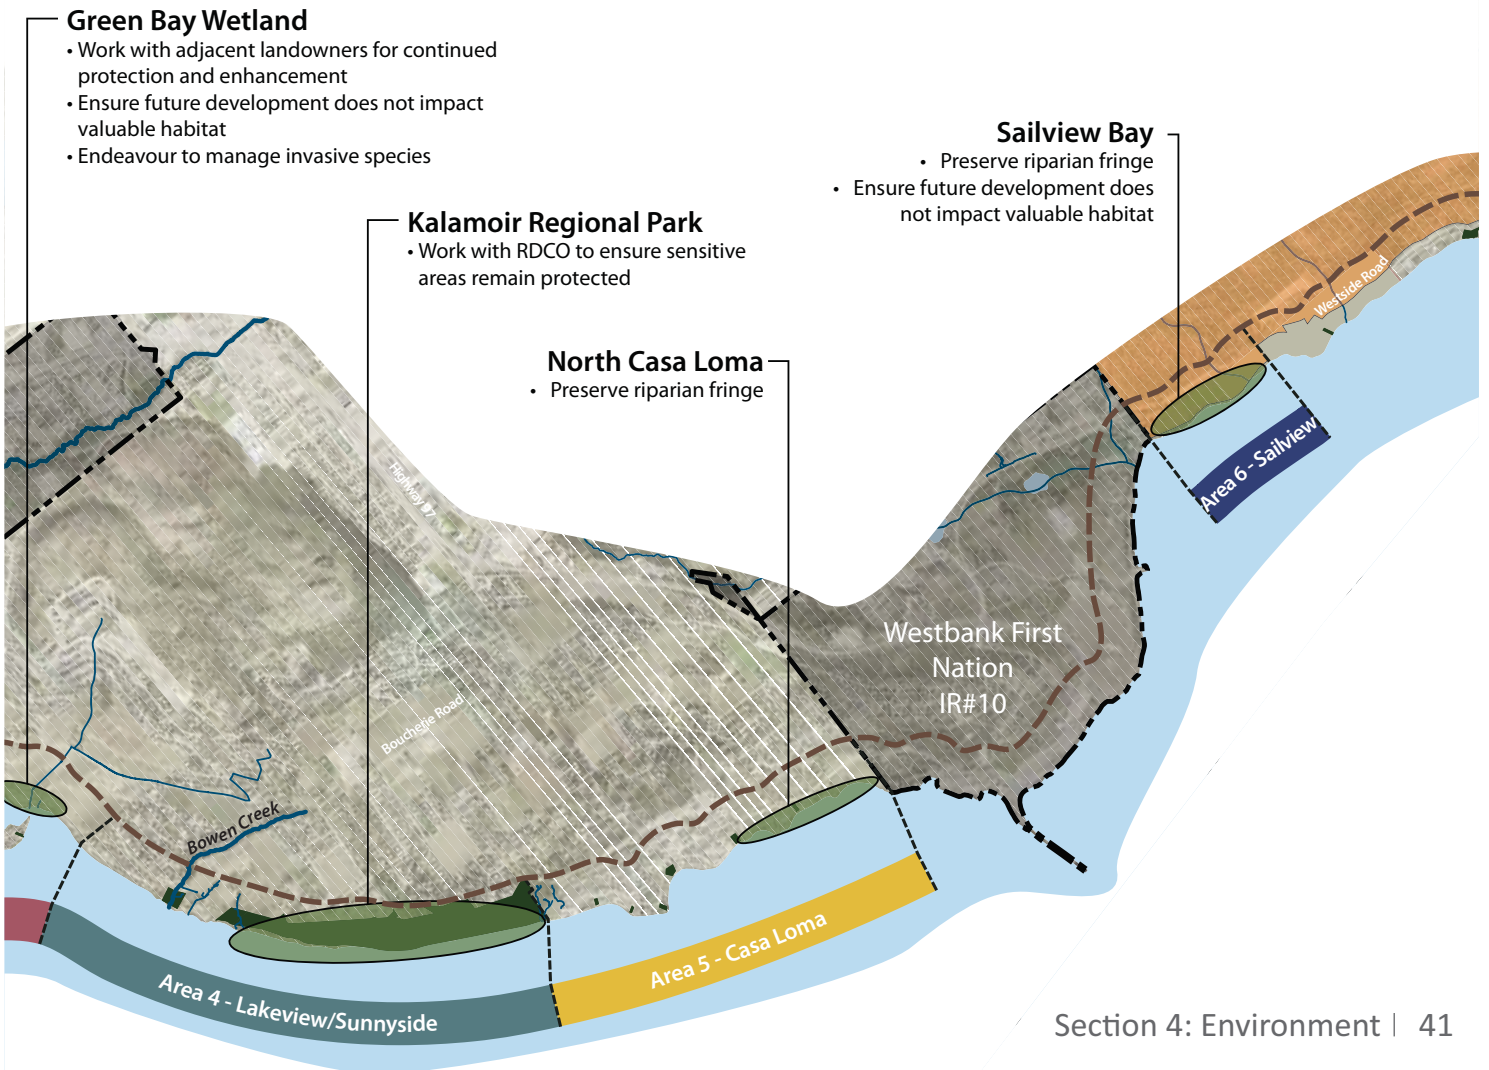 Green Bay Wetland
• Work with adjacent landowners for continued
protection and enhancement
• Ensure future development does not impact
valuable habitat
• Endeavour to manage invasive species
Kalamoir Regional Park
• Work with RDCO to ensure sensitive
areas remain protected
North Casa Loma
• Preserve riparian fringe
Sailview Bay
• Preserve riparian fringe
• Ensure future development does
not impact valuable habitat
Westside Road
Area 6 - Sailview
Highway 97
Westbank First
Nation
IR#10
Boucherie Road
Bowen Creek
Area 5 - Casa Loma
Area 4 - Lakeview/Sunnyside
Section 4: Environment | 41